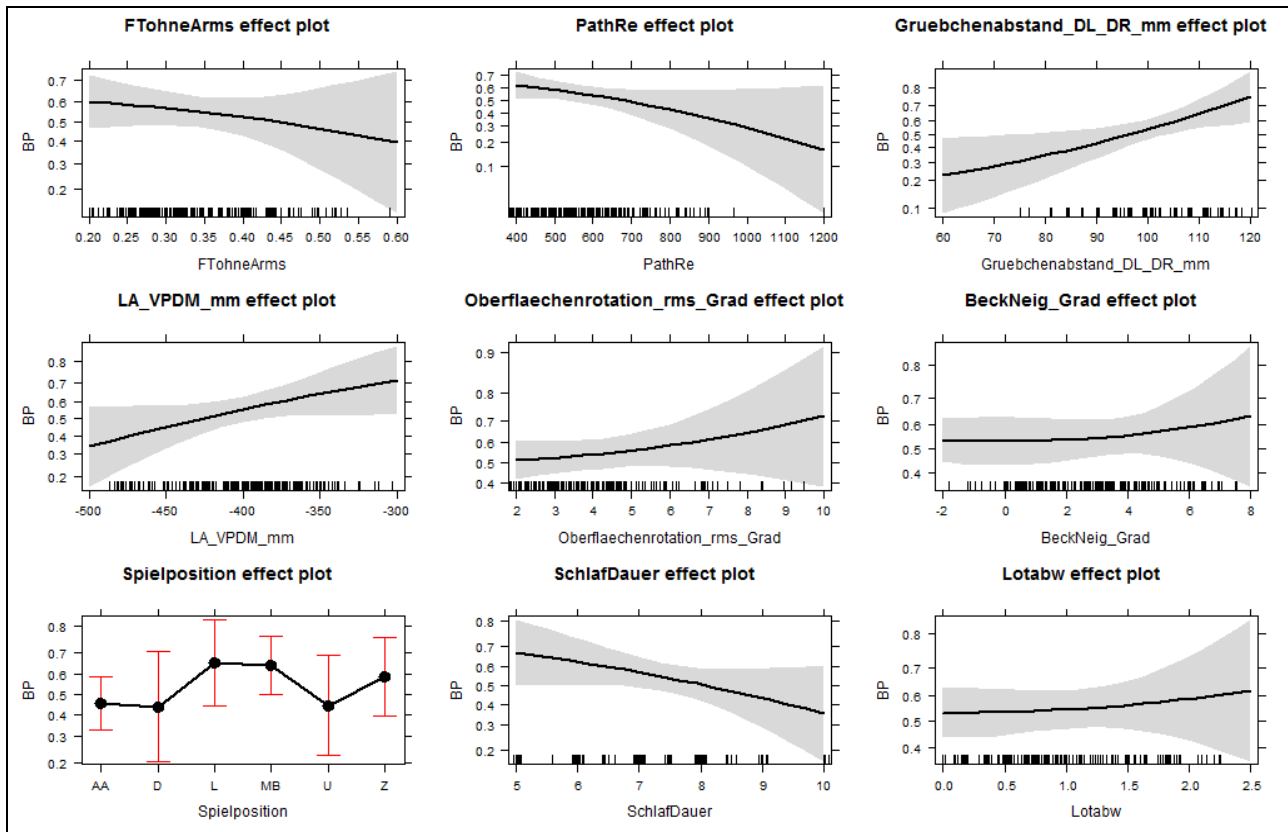 FTohneArms effect plot
BP
0.7
0.6
0.5
0.4
0.3
0.2
0.20 0.25 0.30 0.35 0.40 0.45 0.50 0.55 0.60
FTohneArms
PathRe effect plot
BP
0.7
0.6
0.5
0.4
0.3
0.2
0.1
400 500 600 700 800 900 1000 1200
PathRe
Gruebchenabstand_DL_DR_mm effect plot
BP
0.8
0.7
0.6
0.5
0.4
0.3
0.2
0.1
60 70 80 90 100 110 120
Gruebchenabstand_DL_DR_mm
LA_VPDM_mm effect plot
BP
0.8
0.7
0.6
0.5
0.4
0.3
0.2
-500 -450 -400 -350 -300
LA_VPDM_mm
Oberflaechenrotation_rms_Grad effect plot
BP
0.9
0.8
0.7
0.6
0.5
0.4
2 3 4 5 6 7 8 9 10
Oberflaechenrotation_rms_Grad
BeckNeig_Grad effect plot
BP
0.8
0.7
0.6
0.5
0.4
-2 0 2 4 6 8
BeckNeig_Grad
Spielposition effect plot
BP
0.8
0.7
0.6
0.5
0.4
0.3
0.2
AA D L MB U Z
Spielposition
SchlafDauer effect plot
BP
0.8
0.7
0.6
0.5
0.4
0.3
0.2
5 6 7 8 9 10
SchlafDauer
Lotabw effect plot
BP
0.8
0.7
0.6
0.5
0.4
0.0 0.5 1.0 1.5 2.0 2.5
Lotabw